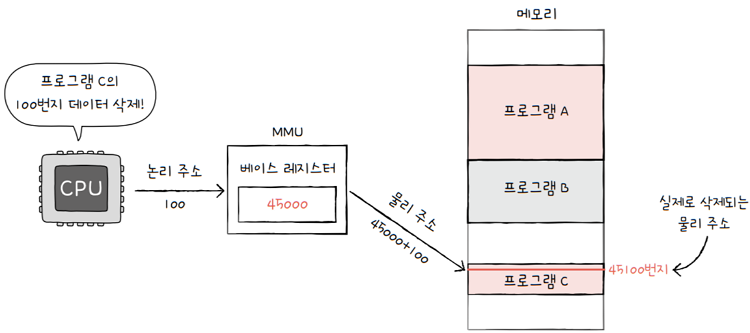 메모리
프로그램 C의
100번지 데이터 삭제!
프로그램 A
MMU
CPU
논리 주소
100
베이스 레지스터
45000
물리 주소
45000+100
프로그램 B
실제로 삭제되는
물리 주소
45100번지
프로그램 C